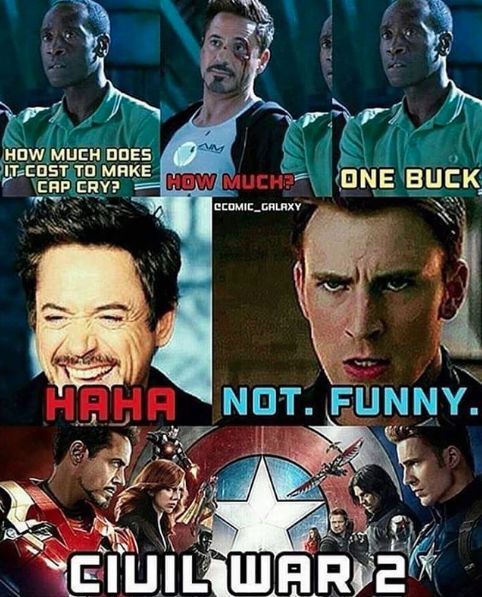 HOW MUCH DOES
IT COST TO MAKE
CAP CRY?
HOW MUCH?
ONE BUCK
@COMIC_GALAXY
HAHA
NOT. FUNNY.
CIVIL WAR 2